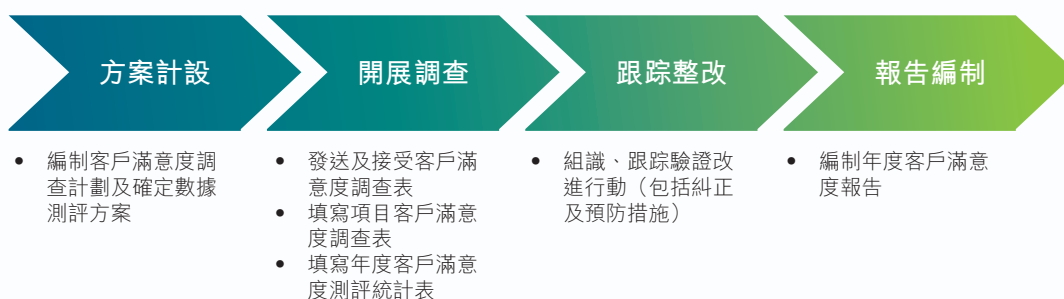 方案計設
開展調查
跟踪整改
報告編制
• 編制客戶滿意度調
查計劃及確定數據
測評方案
• 發送及接受客戶滿
意度調查表
• 填寫項目客戶滿意
度調查表
• 填寫年度客戶滿意
度測評統計表
• 組識、跟踪驗證改
進行動（包括糾正
及預防措施）
• 編制年度客戶滿意
度報告